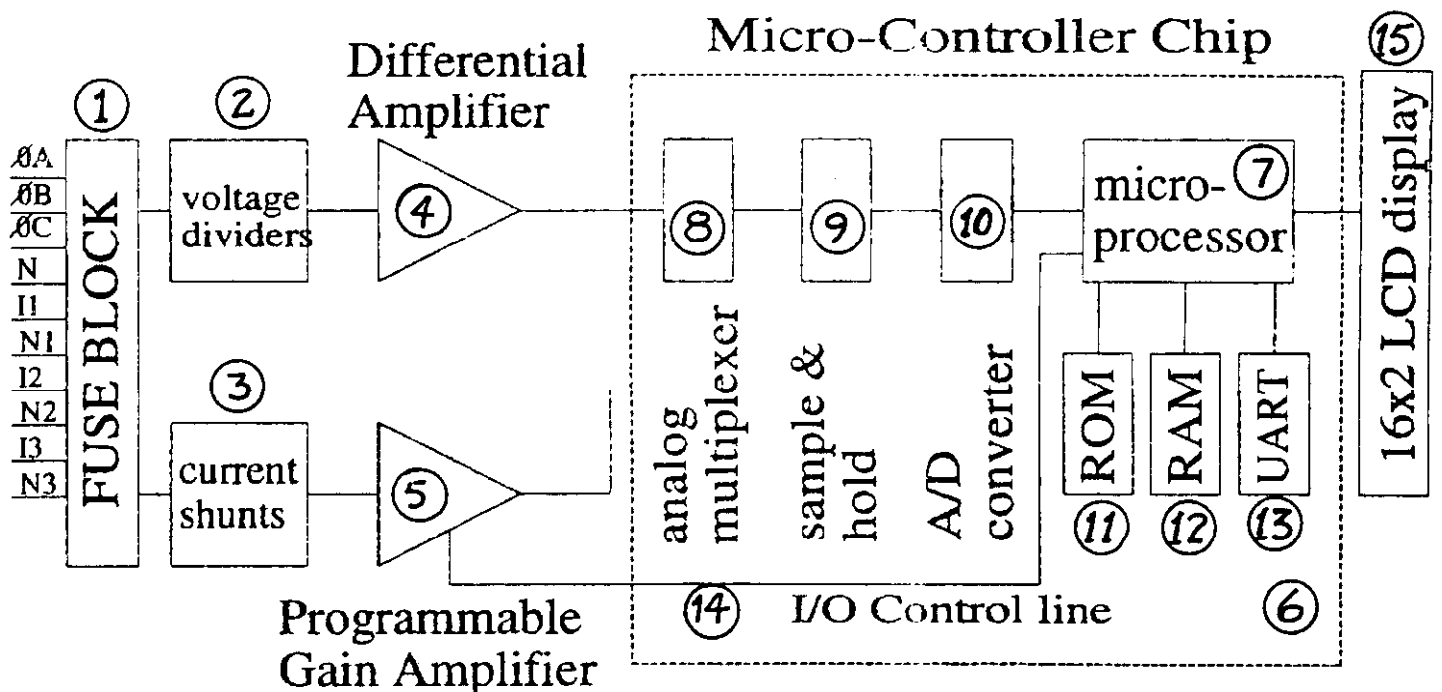 Micro-Controller Chip
15
Differential
Amplifier
1
2
ØA
ØB
ØC
N
I1
N1
I2
N2
I3
N3
FUSE BLOCK
voltage
dividers
4
8
9
10
micro-
processor
7
16x2 LCD display
3
current
shunts
5
analog
multiplexer
sample &
hold
A/D
converter
ROM
RAM
UART
11
12
13
14
I/O Control line
6
Programmable
Gain Amplifier